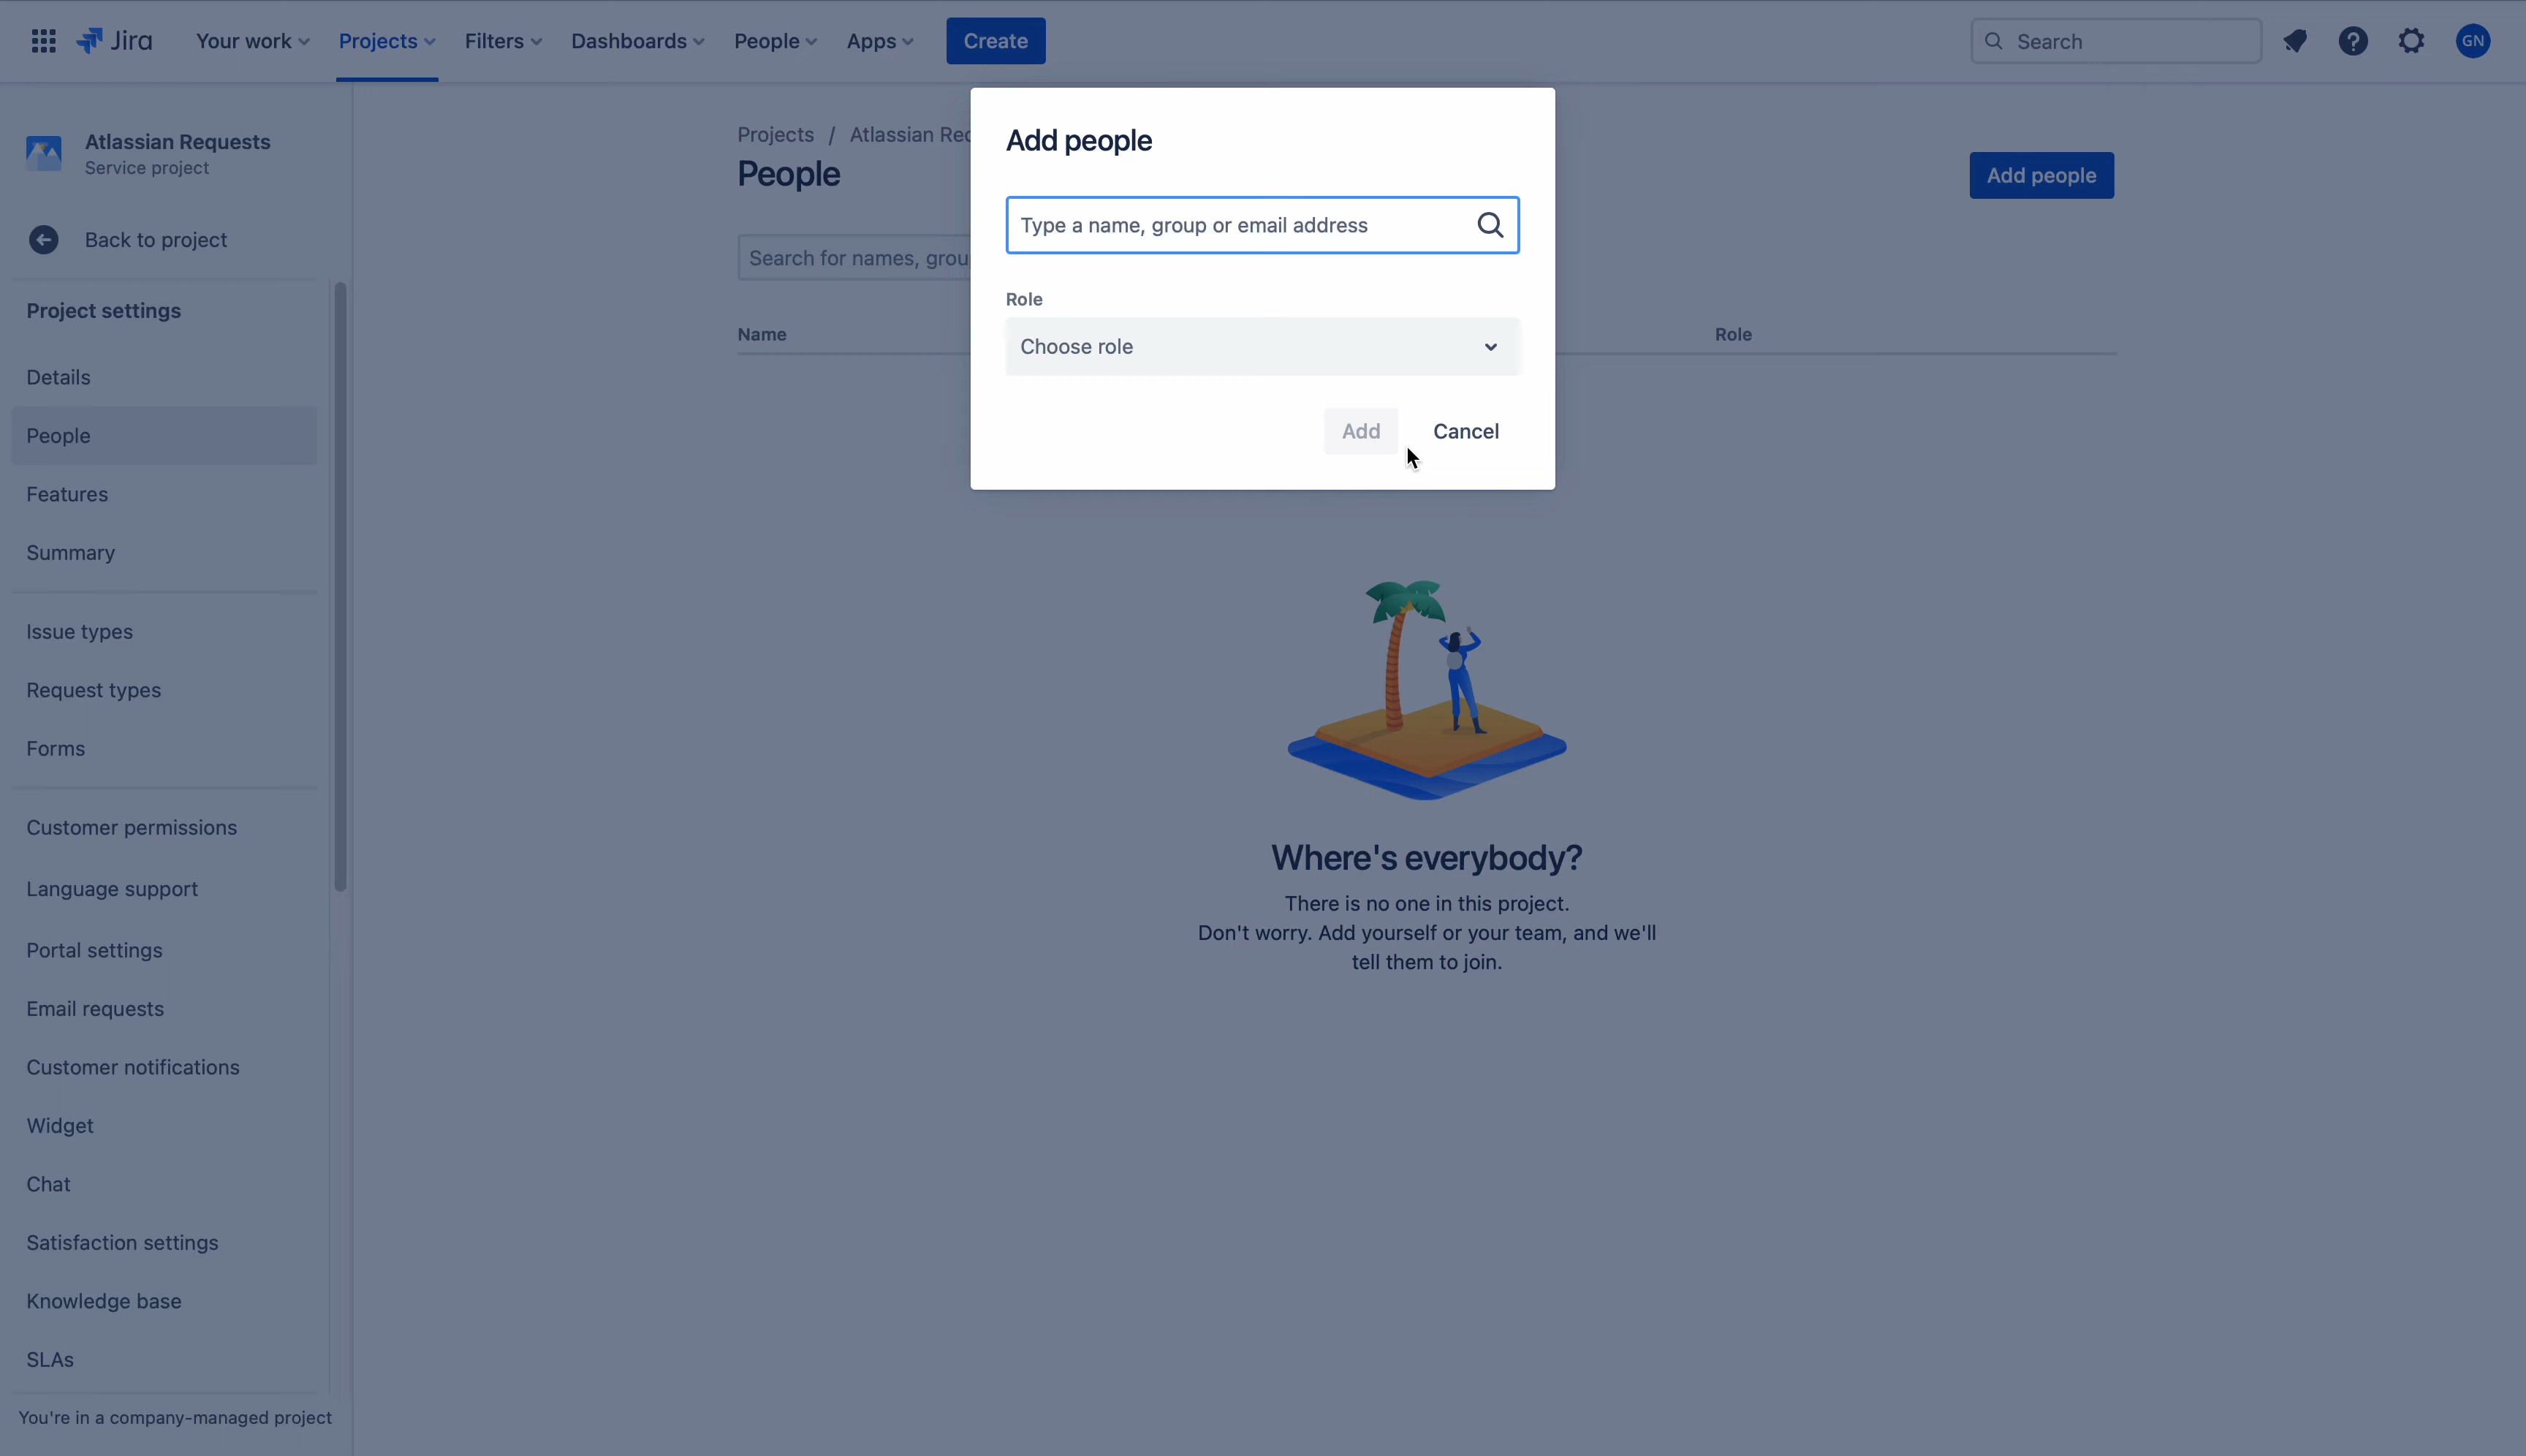 Jira
Your work
Projects
Filters
Dashboards
People
Apps
Create
Search
GN
Atlassian Requests
Service project
Back to project
Project settings
Details
People
Features
Summary
Issue types
Request types
Forms
Customer permissions
Language support
Portal settings
Email requests
Customer notifications
Widget
Chat
Satisfaction settings
Knowledge base
SLAs
You're in a company-managed project
Projects / Atlassian Rec
People
Add people
Search for names, grou
Name
Role
Add people
Type a name, group or email address
Role
Choose role
Add
Cancel
Where's everybody?
There is no one in this project.
Don't worry. Add yourself or your team, and we'll
tell them to join.